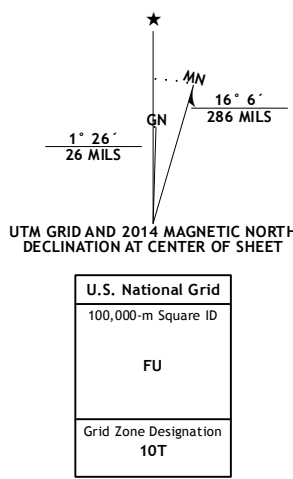 ★
MN
GN
16° 6´
286 MILS
1° 26´
26 MILS
UTM GRID AND 2014 MAGNETIC NORTH
DECLINATION AT CENTER OF SHEET
U.S. National Grid
100,000-m Square ID
FU
Grid Zone Designation
10T